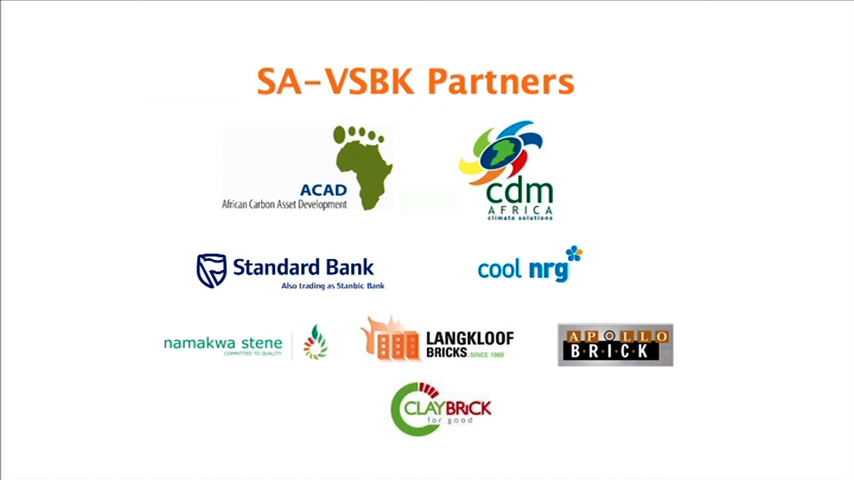 SA-VSBK Partners
ACAD
African Carbon Asset Development
cdm
AFRICA
climate solutions
Standard Bank
Also trading as Stanbic Bank
cool nrg
namakwa stene
COMMITTED TO QUALITY
LANGKLOOF
BRICKS.SINCE 1969
APOLLO
BRICK
CLAYBRICK
for good